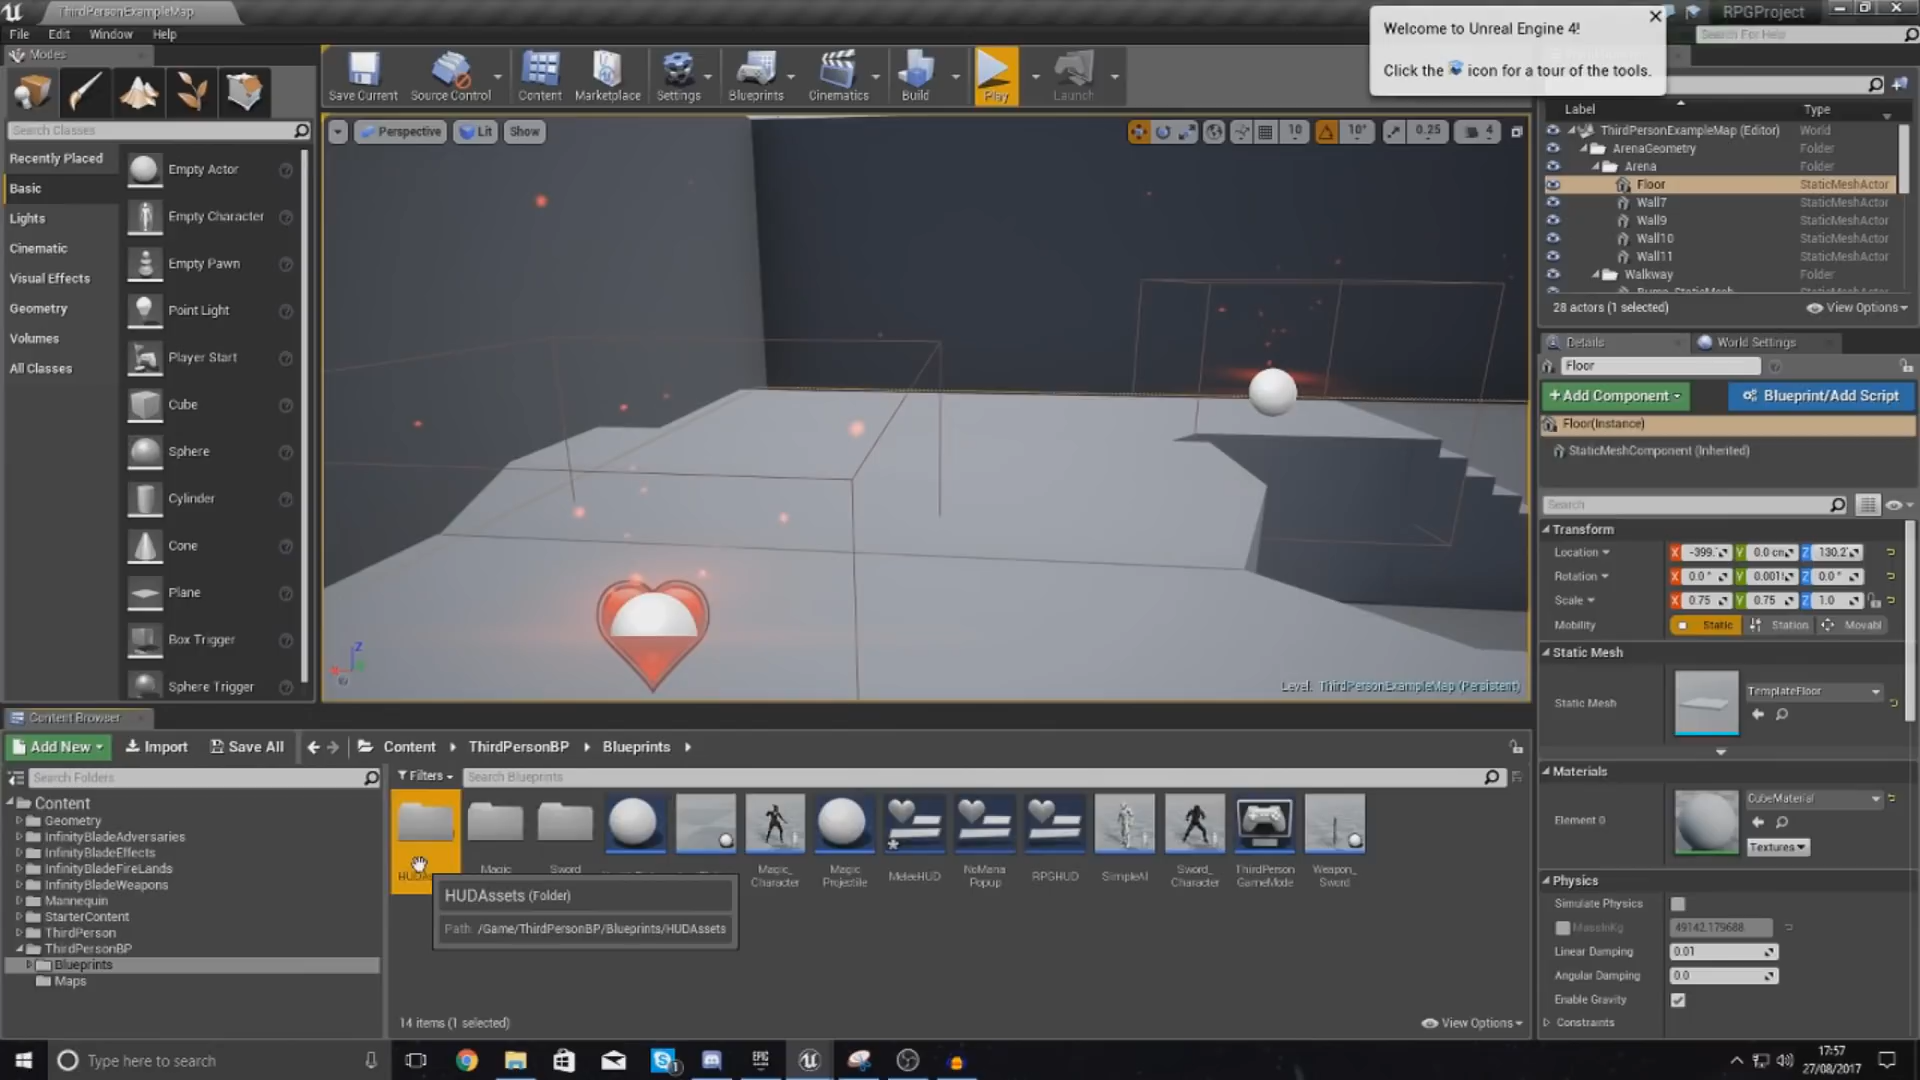 ThirdPersonExampleMap
RPGProject
File Edit Window Help
Search For Help
Welcome to Unreal Engine 4!
Click the icon for a tour of the tools.
Modes
Save Current
Source Control
Content
Marketplace
Settings
Blueprints
Cinematics
Build
Play
Launch
Search Classes
Recently Placed
Basic
Lights
Cinematic
Visual Effects
Geometry
Volumes
All Classes
Empty Actor
Empty Character
Empty Pawn
Point Light
Player Start
Cube
Sphere
Cylinder
Cone
Plane
Box Trigger
Sphere Trigger
Perspective
Lit
Show
10
10°
0.25
4
Level: ThirdPersonExampleMap (Persistent)
Label Type
ThirdPersonExampleMap (Editor) World
ArenaGeometry Folder
Arena Folder
Floor StaticMeshActor
Wall7 StaticMeshActor
Wall9 StaticMeshActor
Wall10 StaticMeshActor
Wall11 StaticMeshActor
Walkway Folder
28 actors (1 selected)
View Options
Details
World Settings
Floor
+Add Component
Blueprint/Add Script
Floor(Instance)
StaticMeshComponent (Inherited)
Search
Transform
Location X -399. Y 0.0 cm Z 130.2
Rotation X 0.0° Z 0.0°
Scale X 0.75 Y 0.75 Z 1.0
Mobility Static Station Movabl
Static Mesh
Static Mesh
TemplateFloor
Materials
Element 0
CubeMaterial
Textures
Physics
Simulate Physics
MassInKg 49142.179688
Linear Damping 0.01
Angular Damping 0.0
Enable Gravity
Constraints
Content Browser
Add New
Import
Save All
Content
ThirdPersonBP
Blueprints
Search Folders
Filters
Search Blueprints
Content
Geometry
InfinityBladeAdversaries
InfinityBladeEffects
InfinityBladeFireLands
InfinityBladeWeapons
Mannequin
StarterContent
ThirdPerson
ThirdPersonBP
Blueprints
Maps
Magic
Sword
Magic_
Character
Magic
Projectile
MeleeHUD
NoMana
Popup
RPGHUD
SimpleAI
Sword_
Character
ThirdPerson
GameMode
Weapon_
Sword
HUDAssets (Folder)
Path: /Game/ThirdPersonBP/Blueprints/HUDAssets
14 items (1 selected)
View Options
Type here to search
EPIC
GAMES
1
17:57
27/08/2017